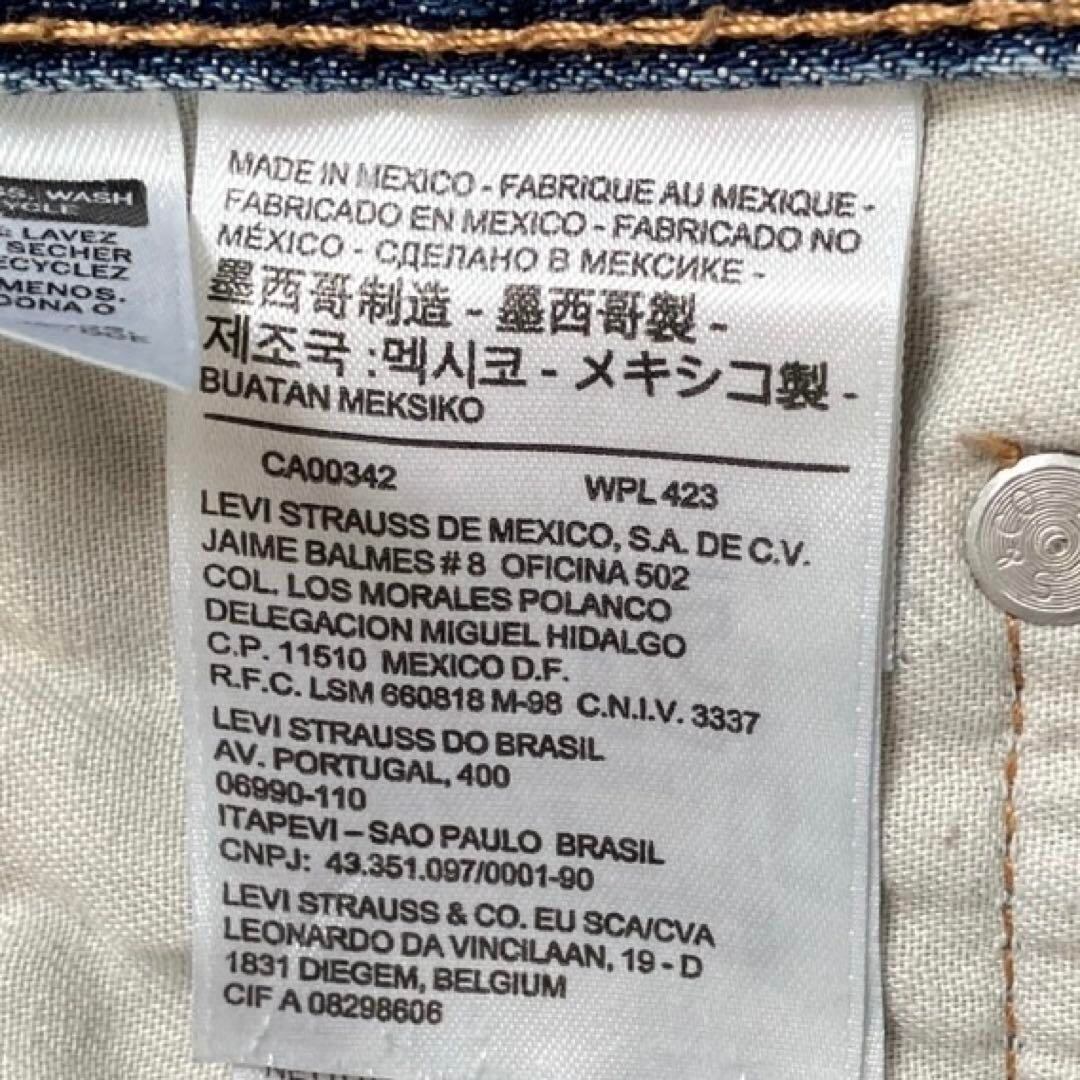 WASH
LAVEZ
SECHER
MENOS.
MADE IN MEXICO - FABRIQUE AU MEXIQUE -
FABRICADO EN MEXICO - FABRICADO NO
MÉXICO - СДЕЛАНО В МЕКСИКЕ -
墨西哥制造 - 墨西哥製 -
제조국 :멕시코 - メキシコ製 -
BUATAN MEKSIKO
CA00342 WPL 423
LEVI STRAUSS DE MEXICO, S.A. DE C.V.
JAIME BALMES # 8 OFICINA 502
COL. LOS MORALES POLANCO
DELEGACION MIGUEL HIDALGO
C.P. 11510 MEXICO D.F.
R.F.C. LSM 660818 M-98 C.N.I.V. 3337
LEVI STRAUSS DO BRASIL
AV. PORTUGAL, 400
06990-110
ITAPEVI – SAO PAULO BRASIL
CNPJ: 43.351.097/0001-90
LEVI STRAUSS & CO. EU SCA/CVA
LEONARDO DA VINCILAAN, 19 - D
1831 DIEGEM, BELGIUM
CIF A 08298606